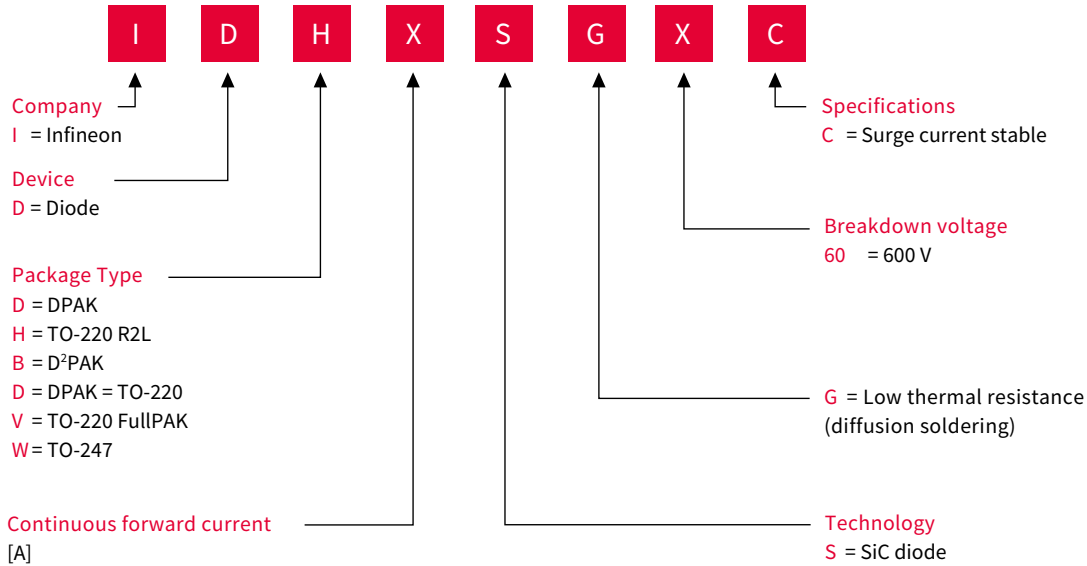 I D H X S G X C
Company
I = Infineon
Device
D = Diode
Package Type
D = DPAK
H = TO-220 R2L
B = D²PAK
D = DPAK = TO-220
V = TO-220 FullPAK
W = TO-247
Continuous forward current
[A]
Specifications
C = Surge current stable
Breakdown voltage
60 = 600 V
G = Low thermal resistance
(diffusion soldering)
Technology
S = SiC diode